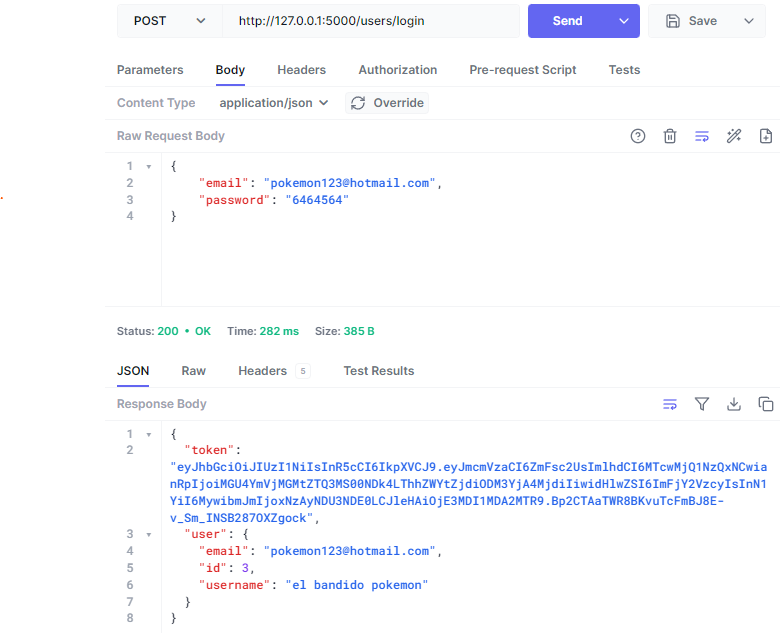 POST http://127.0.0.1:5000/users/login Send Save
Parameters Body Headers Authorization Pre-request Script Tests
Content Type application/json Override
Raw Request Body
1 {
2 "email": "pokemon123@hotmail.com",
3 "password": "6464564"
4 }
Status: 200 • OK Time: 282 ms Size: 385 B
JSON Raw Headers 5 Test Results
Response Body
1 {
2 "token":
"eyJhbGciOiJIUzI1NiIsInR5cCI6IkpXVCJ9.eyJmcmVzaCI6ZmFsc2UsImlhdCI6MTcwMjQ1NzQxNCwia
nRpIjoiMGU4YmVjMGMtZTQ3MS00NDk4LThhZWYtZjdiODM3YjA4MjdiIiwidHlwZSI6ImFjY2VzcyIsInN1
YiI6MywibmJmIjoxNzAyNDU3NDE0LCJleHAiOjE3MDI1MDA2MTR9.Bp2CTAaTWR8BKvuTcFmBJ8E-
v_Sm_INSB287OXZgock",
3 "user": {
4 "email": "pokemon123@hotmail.com",
5 "id": 3,
6 "username": "el bandido pokemon"
7 }
8 }